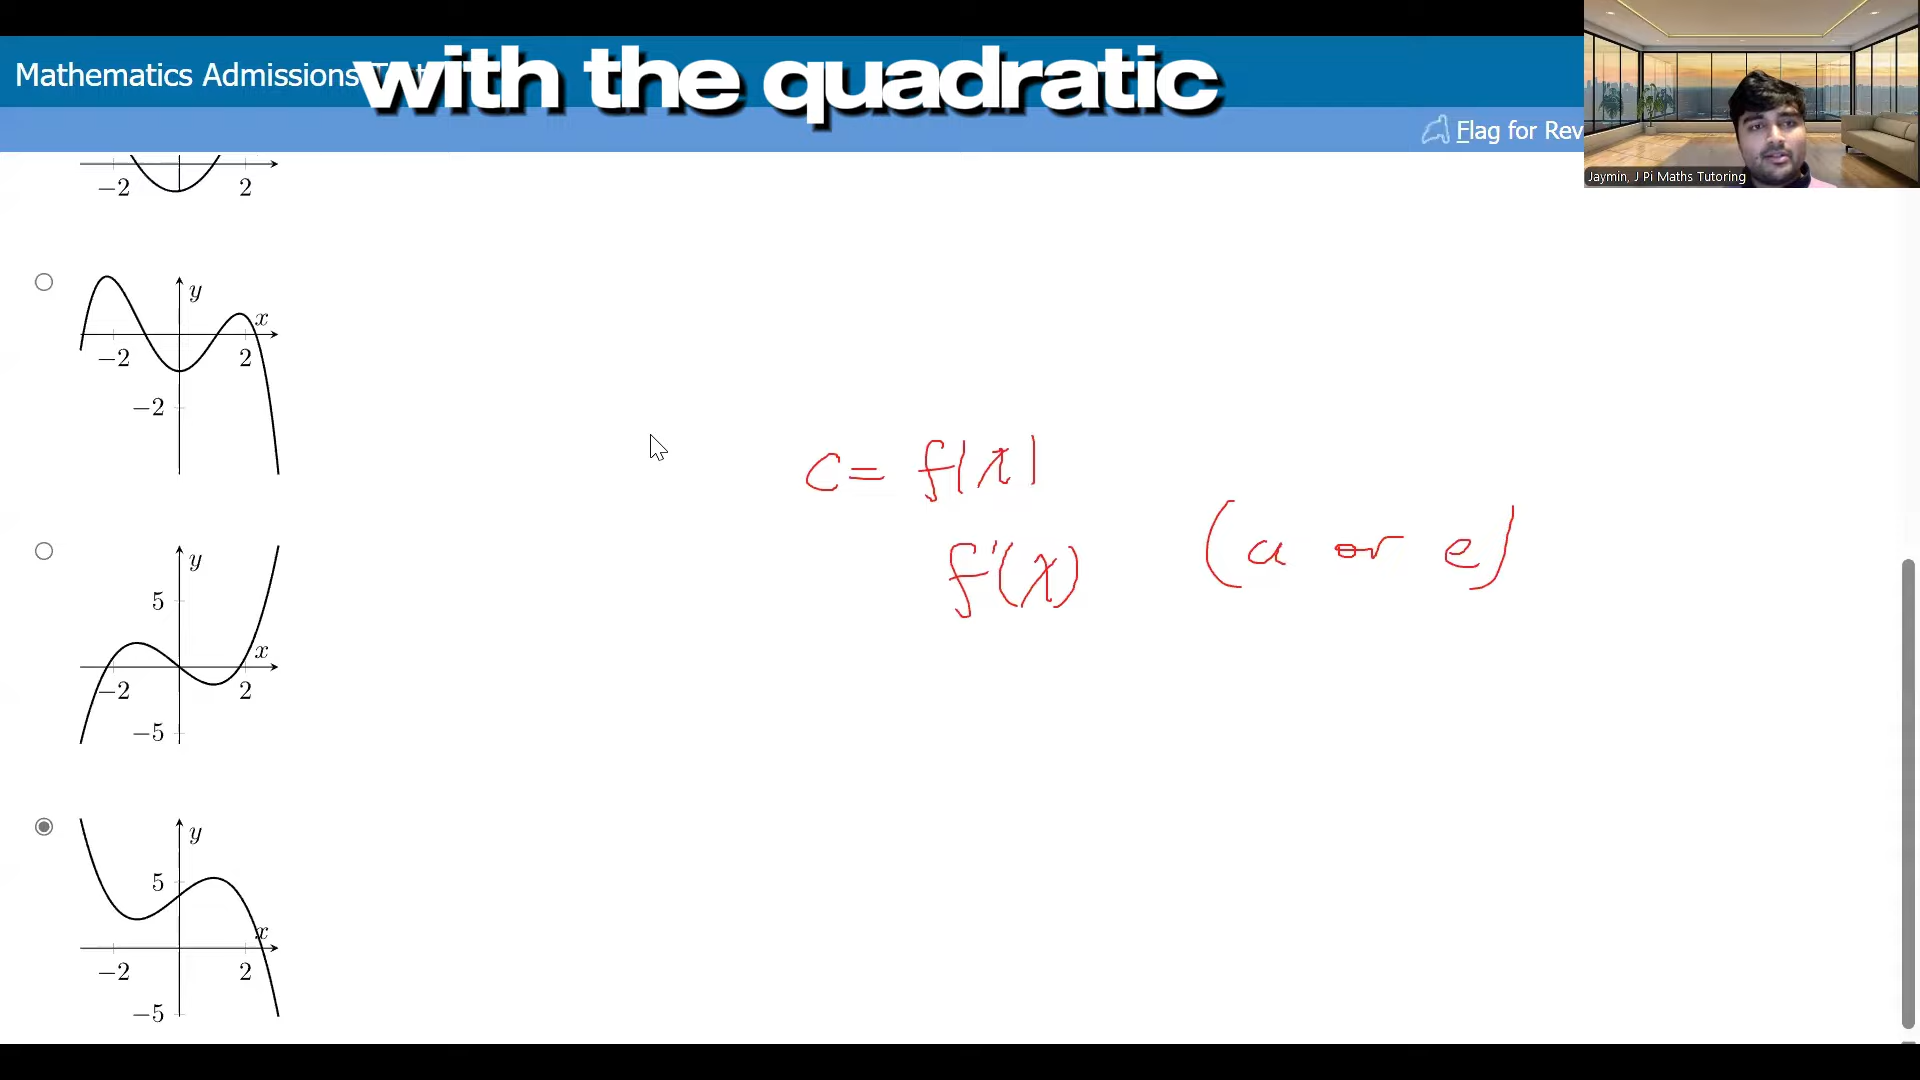 Mathematics Admissions
with the quadratic
Flag for Rev
Jaymin, J Pi Maths Tutoring
−2 2
y
x
−2 2
−2
c= f(x)
(a or e)
f'(x)
y
5
x
−2 2
−5
y
5
x
−2 2
−5